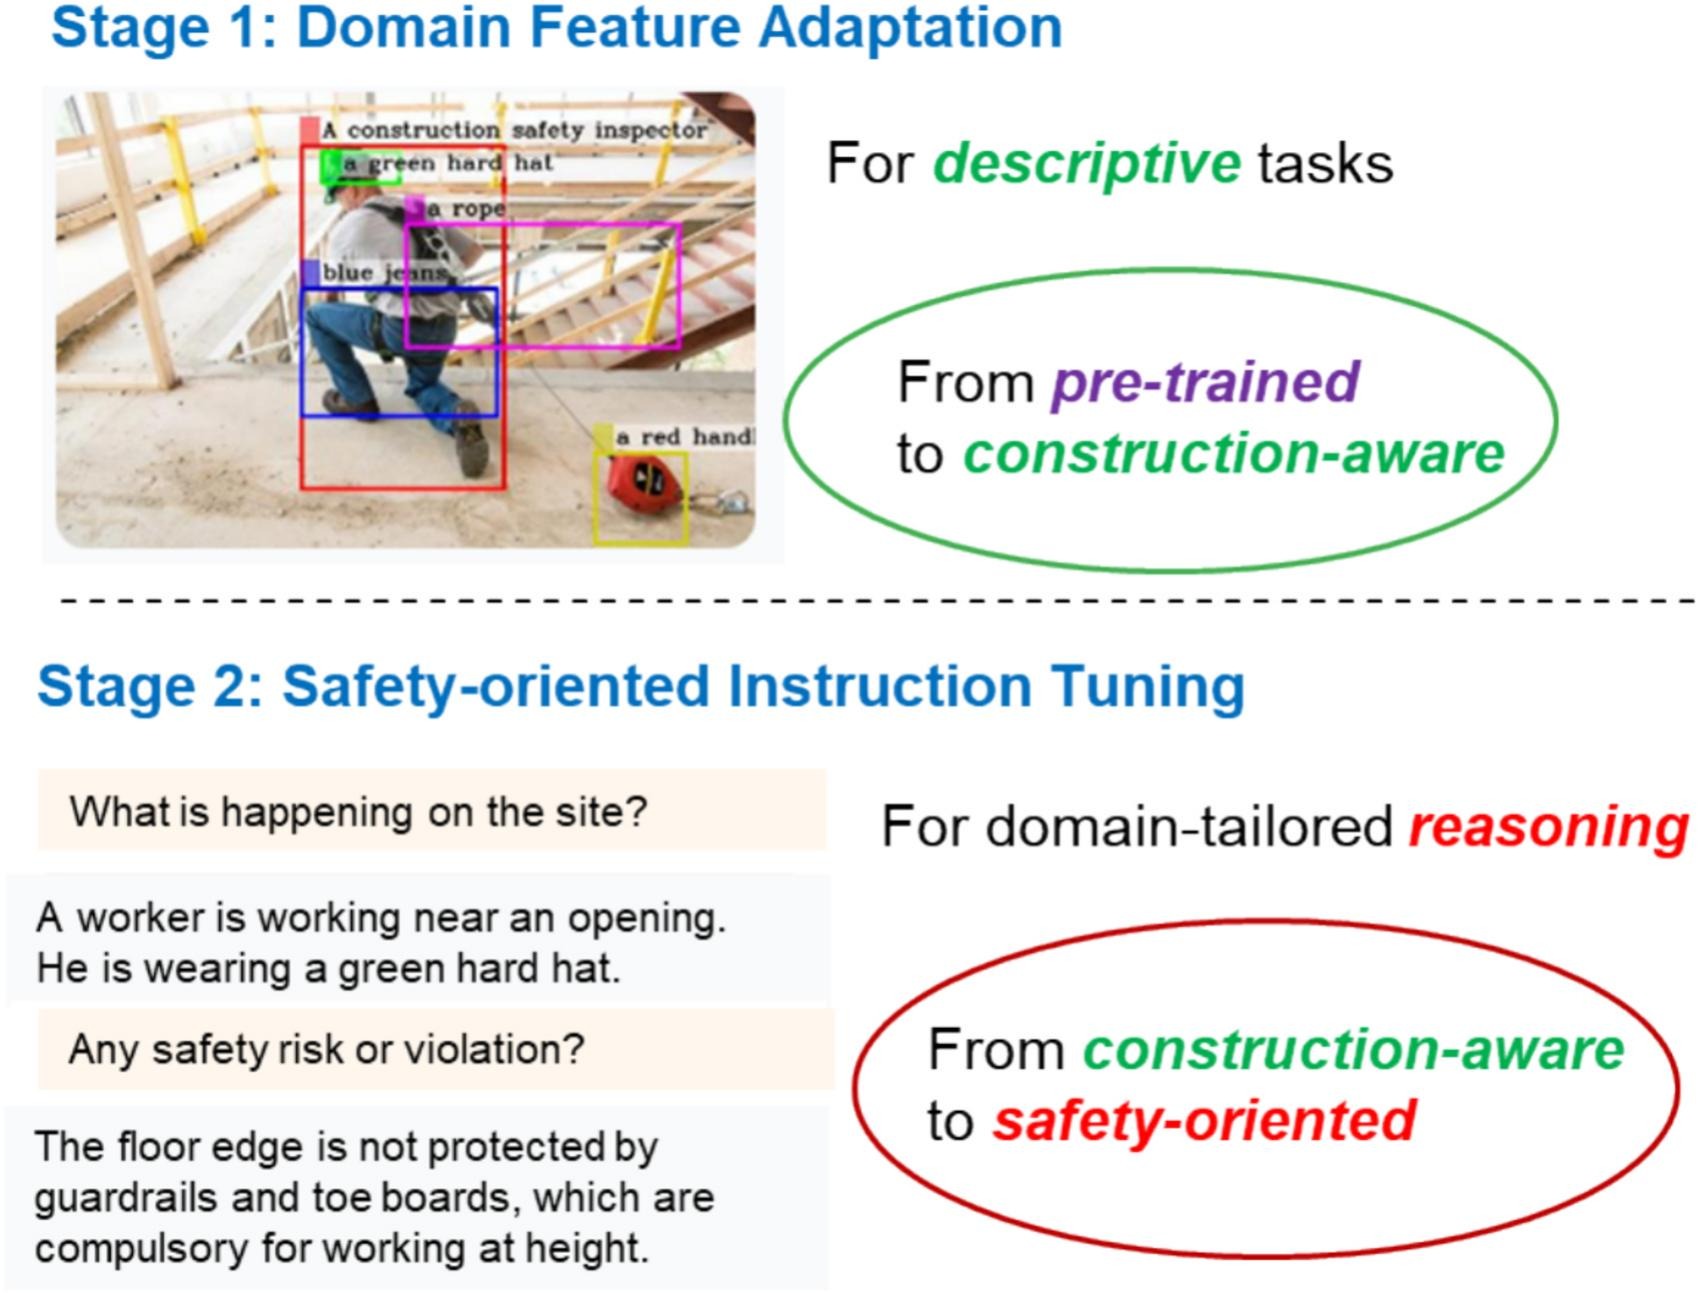 Stage 1: Domain Feature Adaptation
A construction safety inspector
a green hard hat
a rope
blue jeans
a red handl
For descriptive tasks
From pre-trained
to construction-aware
Stage 2: Safety-oriented Instruction Tuning
What is happening on the site?
A worker is working near an opening.
He is wearing a green hard hat.
Any safety risk or violation?
The floor edge is not protected by
guardrails and toe boards, which are
compulsory for working at height.
For domain-tailored reasoning
From construction-aware
to safety-oriented